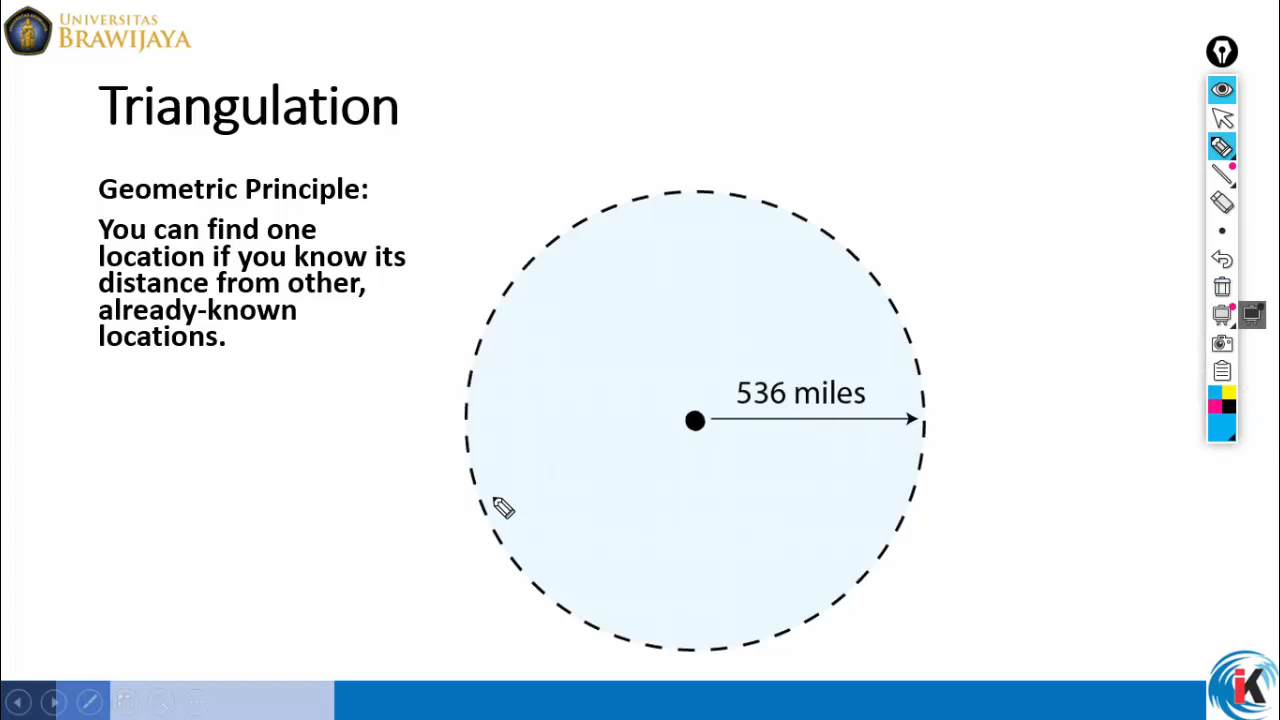 UNIVERSITAS
BRAWIJAYA
Triangulation
Geometric Principle:
You can find one
location if you know its
distance from other,
already-known
locations.
536 miles
iK